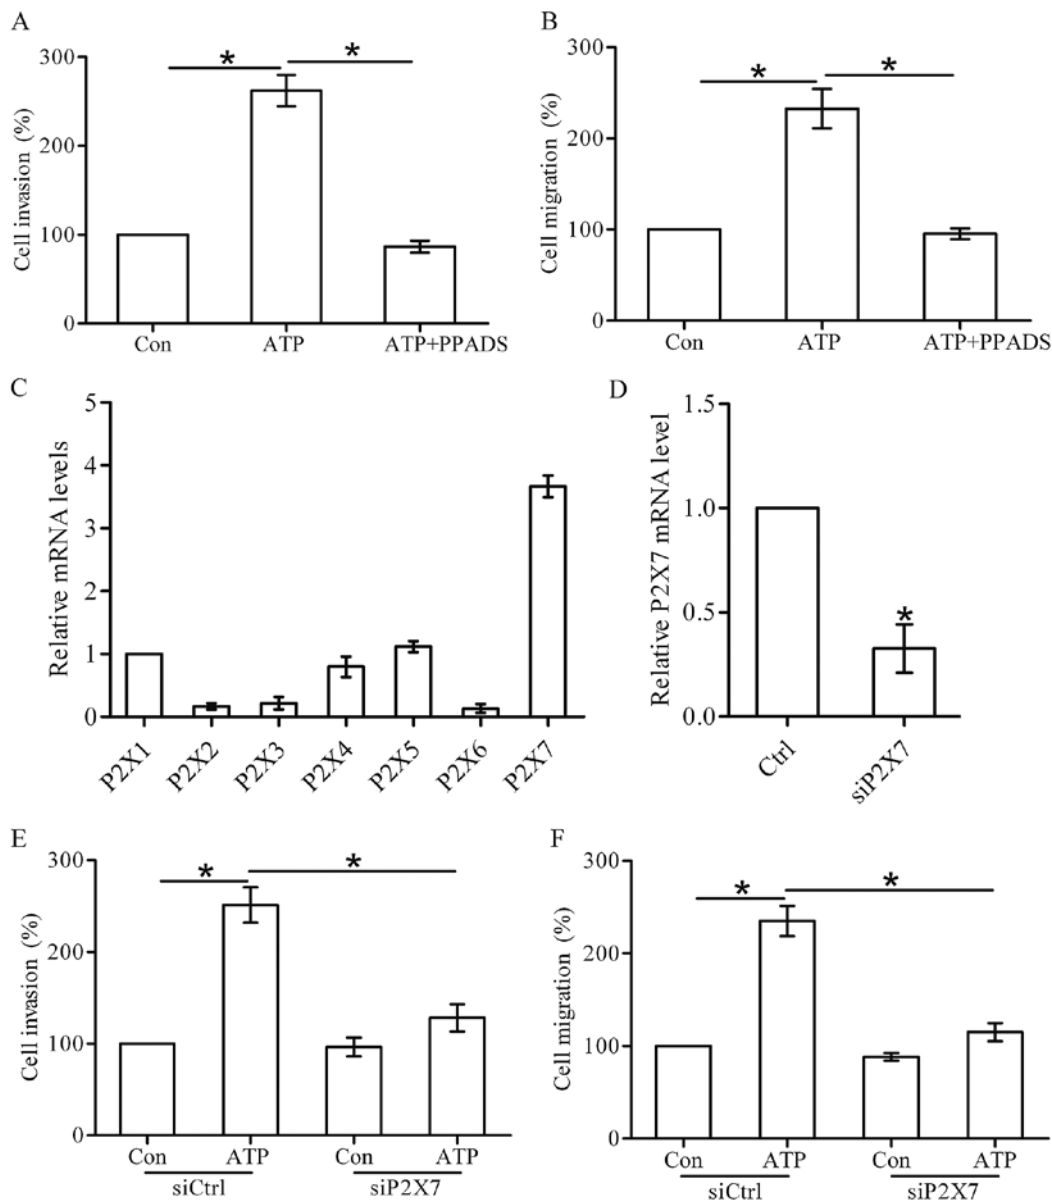 A
Cell invasion (%)
300
200
100
0
*
*
Con
ATP
ATP+PPADS
B
Cell migration (%)
300
200
100
0
*
*
Con
ATP
ATP+PPADS
C
Relative mRNA levels
5
4
3
2
1
0
P2X1
P2X2
P2X3
P2X4
P2X5
P2X6
P2X7
D
Relative P2X7 mRNA level
1.5
1.0
0.5
0.0
*
Ctrl
siP2X7
E
Cell invasion (%)
300
200
100
0
*
*
Con
ATP
Con
ATP
siCtrl
siP2X7
F
Cell migration (%)
300
200
100
0
*
*
Con
ATP
Con
ATP
siCtrl
siP2X7